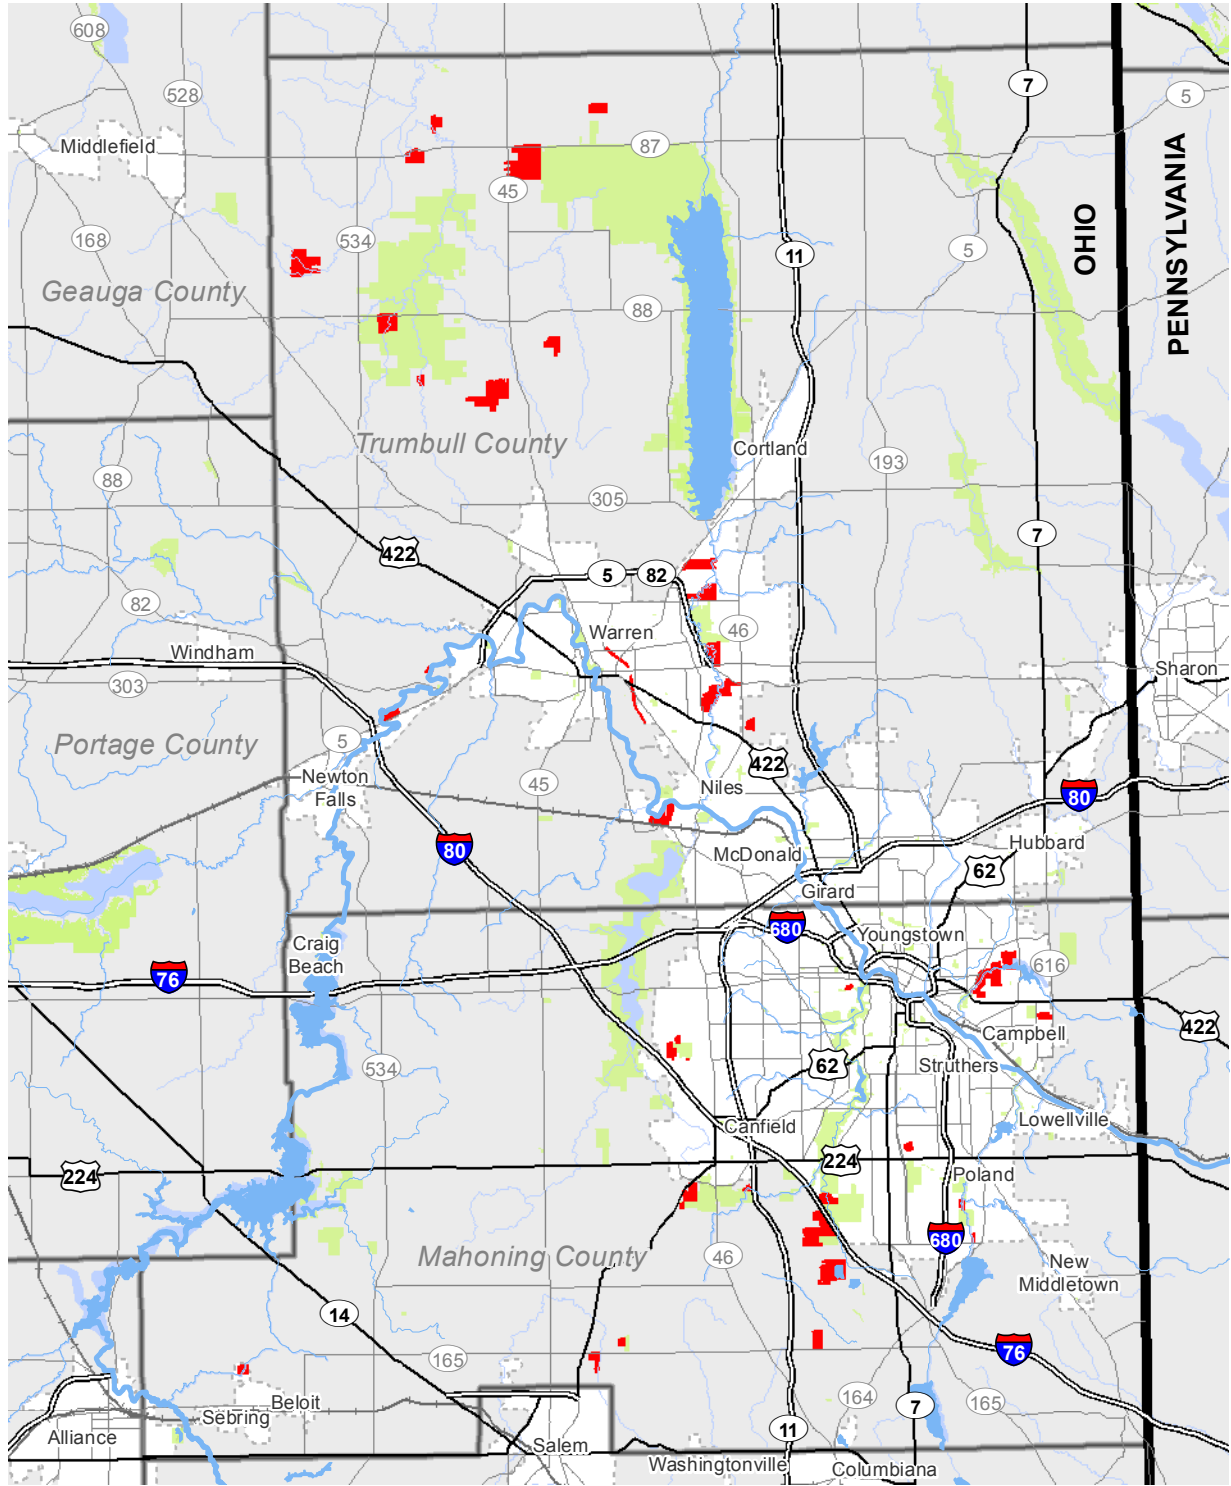 608
528
5
7
Middlefield
87
PENNSYLVANIA
45
OHIO
168
534
5
11
Geauga County
88
Trumbull County
Cortland
193
88
305
7
422
5
82
82
Warren
46
Windham
303
Sharon
Portage County
5
422
Newton
Falls
45
Niles
80
80
McDonald
Hubbard
62
Girard
680
Youngstown
Craig
Beach
616
76
Campbell
422
534
62
Struthers
Canfield
Lowellville
224
224
Poland
680
Mahoning County
46
New
Middletown
14
76
165
Beloit
Sebring
164
7
165
Alliance
Salem
11
Washingtonville
Columbiana